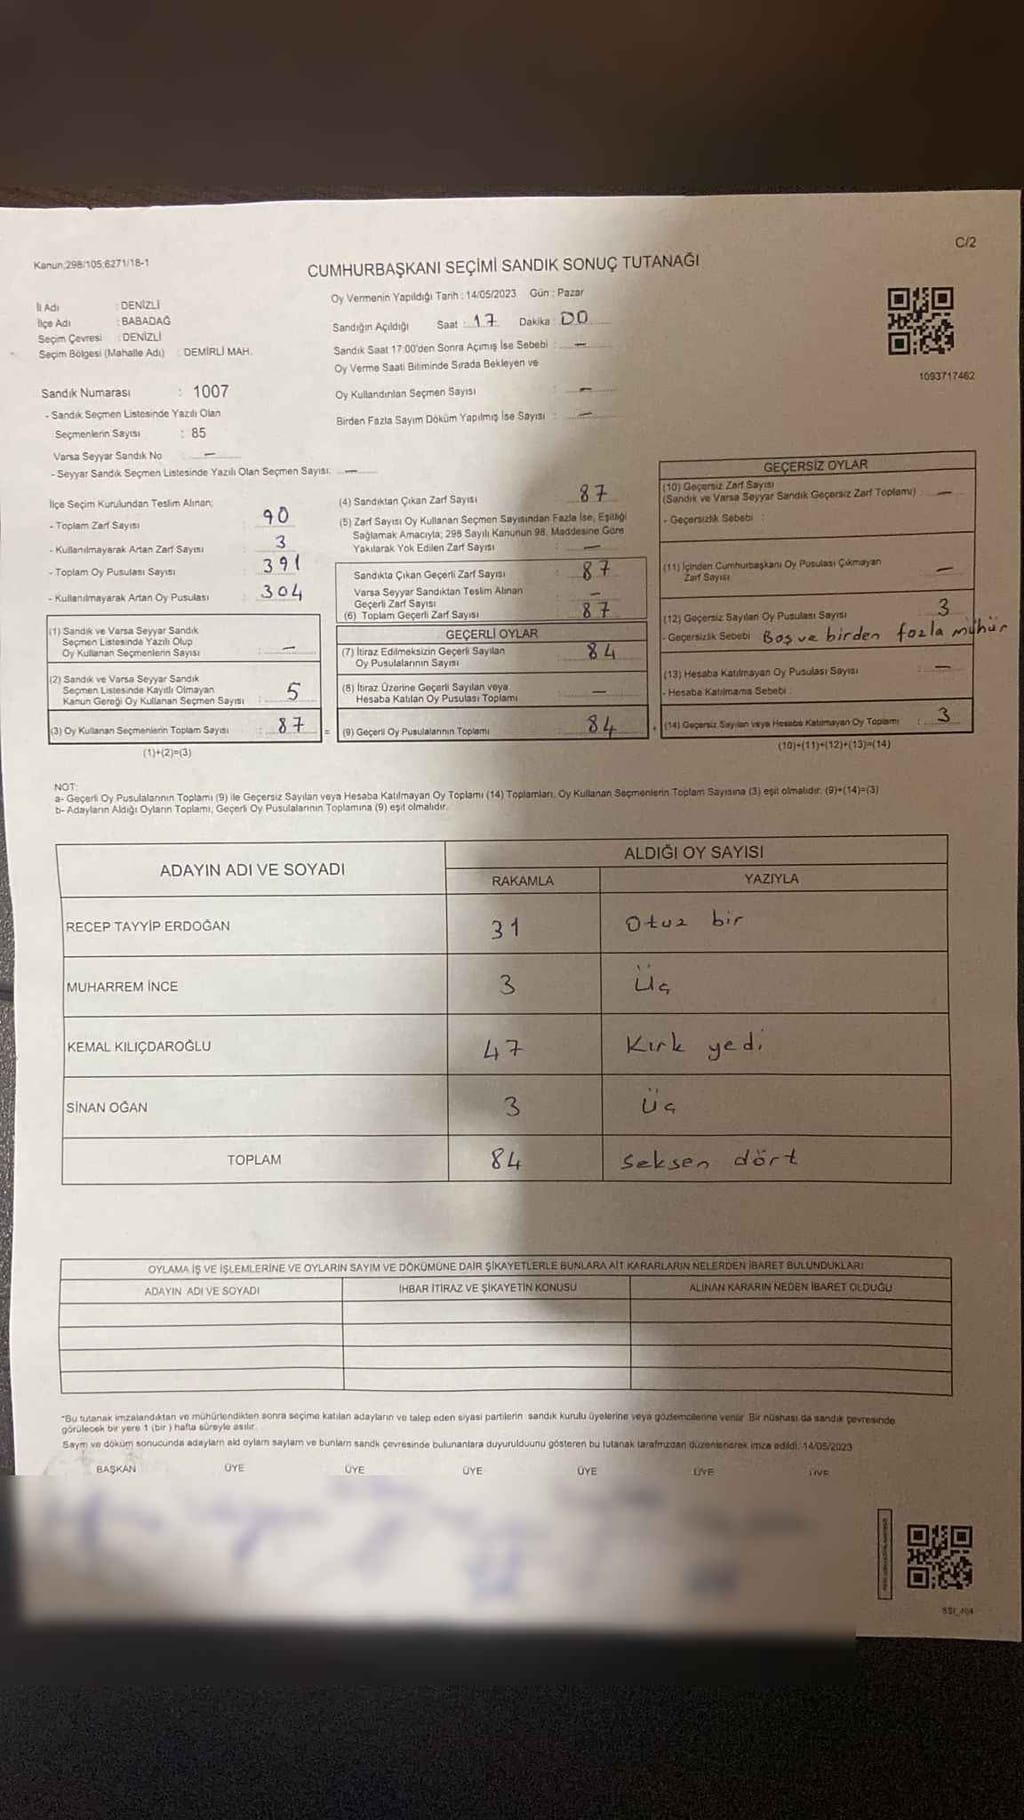 C/2
Kanun;298/105;6271/18-1
CUMHURBAŞKANI SEÇİMİ SANDIK SONUÇ TUTANAĞI
İl Adı : DENİZLİ
İlçe Adı : BABADAĞ
Seçim Çevresi : DENİZLİ
Seçim Bölgesi (Mahalle Adı) : DEMİRLİ MAH.
Oy Vermenin Yapıldığı Tarih : 14/05/2023 Gün : Pazar
Sandığın Açıldığı Saat : 17 Dakika : 00
Sandık Saat 17:00'den Sonra Açımış İse Sebebi : —
Oy Verme Saati Bitiminde Sırada Bekleyen ve
Oy Kullandırılan Seçmen Sayısı : —
Birden Fazla Sayım Döküm Yapılmış İse Sayısı : —
1093717462
Sandık Numarası : 1007
- Sandık Seçmen Listesinde Yazılı Olan
Seçmenlerin Sayısı : 85
Varsa Seyyar Sandık No —
- Seyyar Sandık Seçmen Listesinde Yazılı Olan Seçmen Sayısı: —
İlçe Seçim Kurulundan Teslim Alınan;
- Toplam Zarf Sayısı : 90
- Kullanılmayarak Artan Zarf Sayısı : 3
- Toplam Oy Pusulası Sayısı : 391
- Kullanılmayarak Artan Oy Pusulası : 304
(1) Sandık ve Varsa Seyyar Sandık
Seçmen Listesinde Yazılı Olup
Oy Kullanan Seçmenlerin Sayısı : —
(2) Sandık ve Varsa Seyyar Sandık
Seçmen Listesinde Kayıtlı Olmayan
Kanun Gereği Oy Kullanan Seçmen Sayısı : 5
(3) Oy Kullanan Seçmenlerin Toplam Sayısı : 87
(1)+(2)=(3)
(4) Sandıktan Çıkan Zarf Sayısı : 87
(5) Zarf Sayısı Oy Kullanan Seçmen Sayısından Fazla İse, Eşitliği
Sağlamak Amacıyla; 298 Sayılı Kanunun 98. Maddesine Göre
Yakılarak Yok Edilen Zarf Sayısı : —
Sandıkta Çıkan Geçerli Zarf Sayısı : 87
Varsa Seyyar Sandıktan Teslim Alınan
Geçerli Zarf Sayısı : —
(6) Toplam Geçerli Zarf Sayısı : 87
GEÇERLİ OYLAR
(7) İtiraz Edilmeksizin Geçerli Sayılan
Oy Pusulalarının Sayısı : 84
(8) İtiraz Üzerine Geçerli Sayılan veya
Hesaba Katılan Oy Pusulası Toplamı : —
= (9) Geçerli Oy Pusulalarının Toplamı : 84 +
GEÇERSİZ OYLAR
(10) Geçersiz Zarf Sayısı
(Sandık ve Varsa Seyyar Sandık Geçersiz Zarf Toplamı) : —
- Geçersizlik Sebebi :
(11) İçinden Cumhurbaşkanı Oy Pusulası Çıkmayan
Zarf Sayısı : —
(12) Geçersiz Sayılan Oy Pusulası Sayısı : 3
- Geçersizlik Sebebi : Boş ve birden fazla mühür
(13) Hesaba Katılmayan Oy Pusulası Sayısı : —
- Hesaba Katılmama Sebebi :
(14) Geçersiz Sayılan veya Hesaba Katılmayan Oy Toplamı : 3
(10)+(11)+(12)+(13)=(14)
NOT:
a- Geçerli Oy Pusulalarının Toplamı (9) ile Geçersiz Sayılan veya Hesaba Katılmayan Oy Toplamı (14) Toplamları, Oy Kullanan Seçmenlerin Toplam Sayısına (3) eşit olmalıdır. (9)+(14)=(3)
b- Adayların Aldığı Oyların Toplamı, Geçerli Oy Pusulalarının Toplamına (9) eşit olmalıdır.
ADAYIN ADI VE SOYADI ALDIĞI OY SAYISI
RAKAMLA YAZIYLA
RECEP TAYYİP ERDOĞAN 31 Otuz bir
MUHARREM İNCE 3 Üç
KEMAL KILIÇDAROĞLU 47 Kırk yedi
SİNAN OĞAN 3 Üç
TOPLAM 84 Seksen dört
OYLAMA İŞ VE İŞLEMLERİNE VE OYLARIN SAYIM VE DÖKÜMÜNE DAİR ŞİKAYETLERLE BUNLARA AİT KARARLARIN NELERDEN İBARET BULUNDUKLARI
ADAYIN ADI VE SOYADI İHBAR İTİRAZ VE ŞİKAYETİN KONUSU ALINAN KARARIN NEDEN İBARET OLDUĞU
*Bu tutanak imzalandıktan ve mühürlendikten sonra seçime katılan adayların ve talep eden siyasi partilerin sandık kurulu üyelerine veya gözlemcilerine verilir. Bir nüshası da sandık çevresinde
görülecek bir yere 1 (bir) hafta süreyle asılır.
Sayım ve döküm sonucunda adayların ald oyların sayların ve bunların sandk çevresinde bulunanlara duyurulduunu gösteren bu tutanak tarafmzdan düzenlenerek imza edildi. 14/05/2023
BAŞKAN ÜYE ÜYE ÜYE ÜYE ÜYE ÜYE